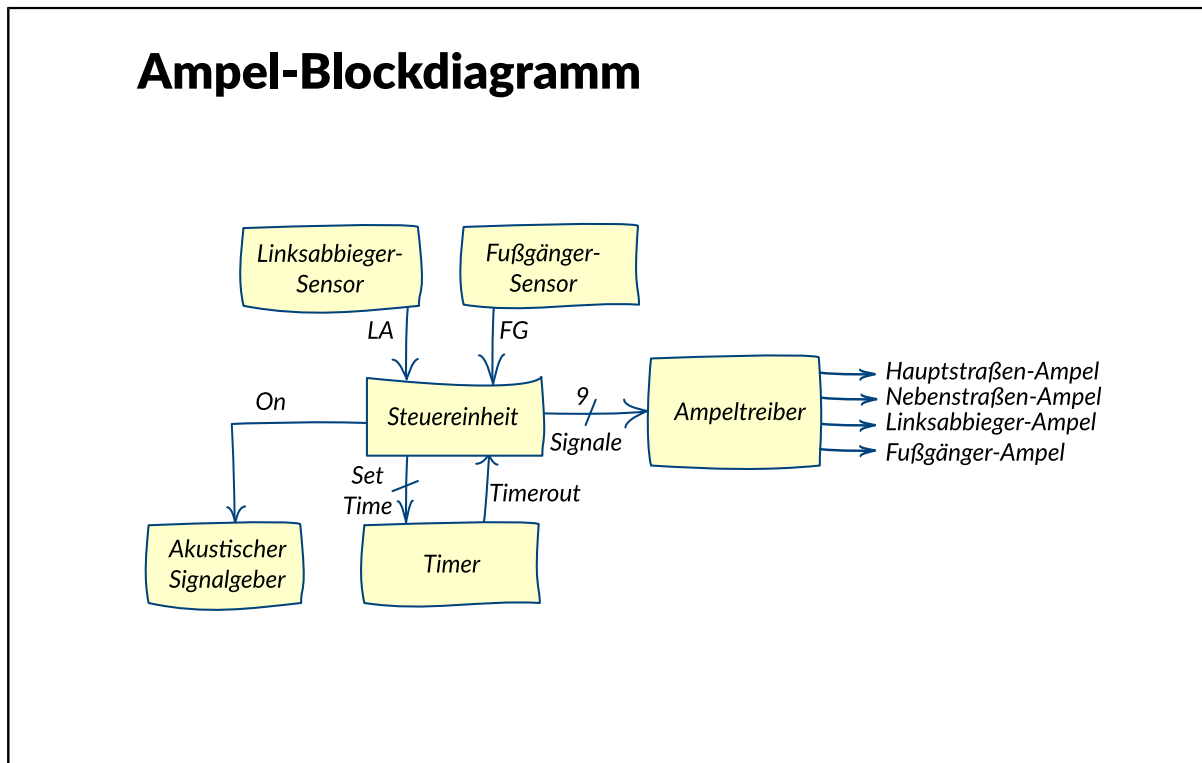 Ampel-Blockdiagramm
Linksabbieger-
Sensor
Fußgänger-
Sensor
LA
FG
On
Steuereinheit
9
Signale
Ampeltreiber
Hauptstraßen-Ampel
Nebenstraßen-Ampel
Linksabbieger-Ampel
Fußgänger-Ampel
Set
Time
Timerout
Akustischer
Signalgeber
Timer